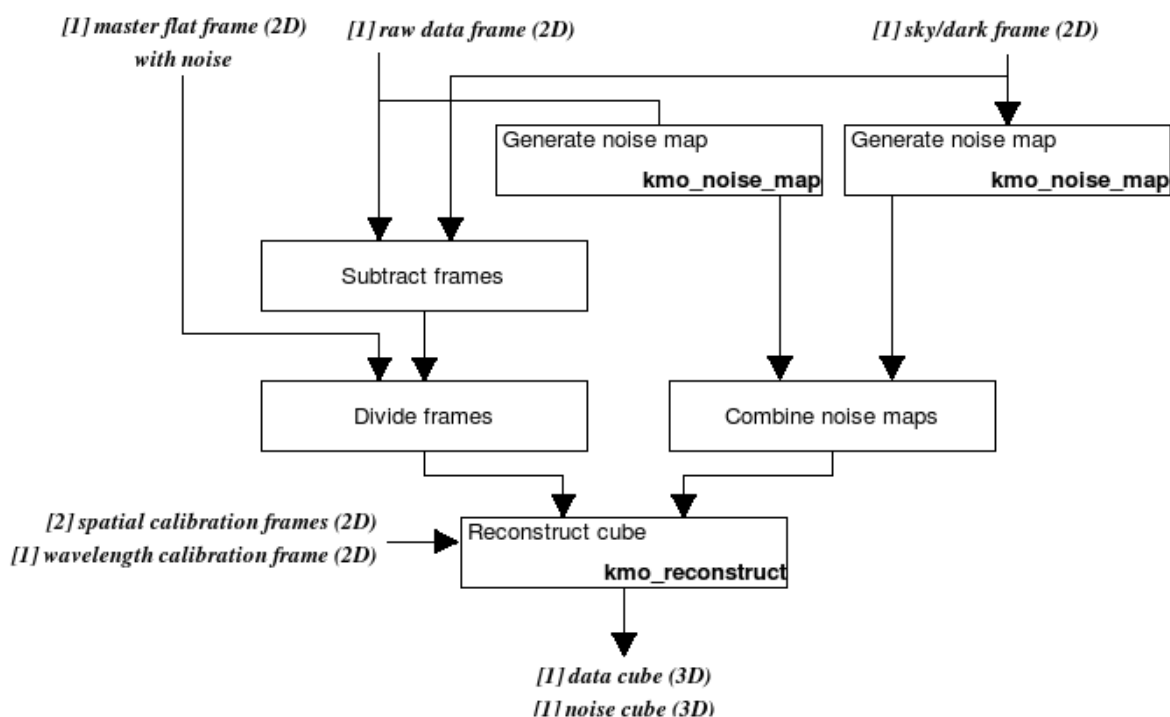 [1] master flat frame (2D)
with noise
[1] raw data frame (2D)
[1] sky/dark frame (2D)
Generate noise map
kmo_noise_map
Generate noise map
kmo_noise_map
Subtract frames
Divide frames
Combine noise maps
[2] spatial calibration frames (2D)
[1] wavelength calibration frame (2D)
Reconstruct cube
kmo_reconstruct
[1] data cube (3D)
[1] noise cube (3D)